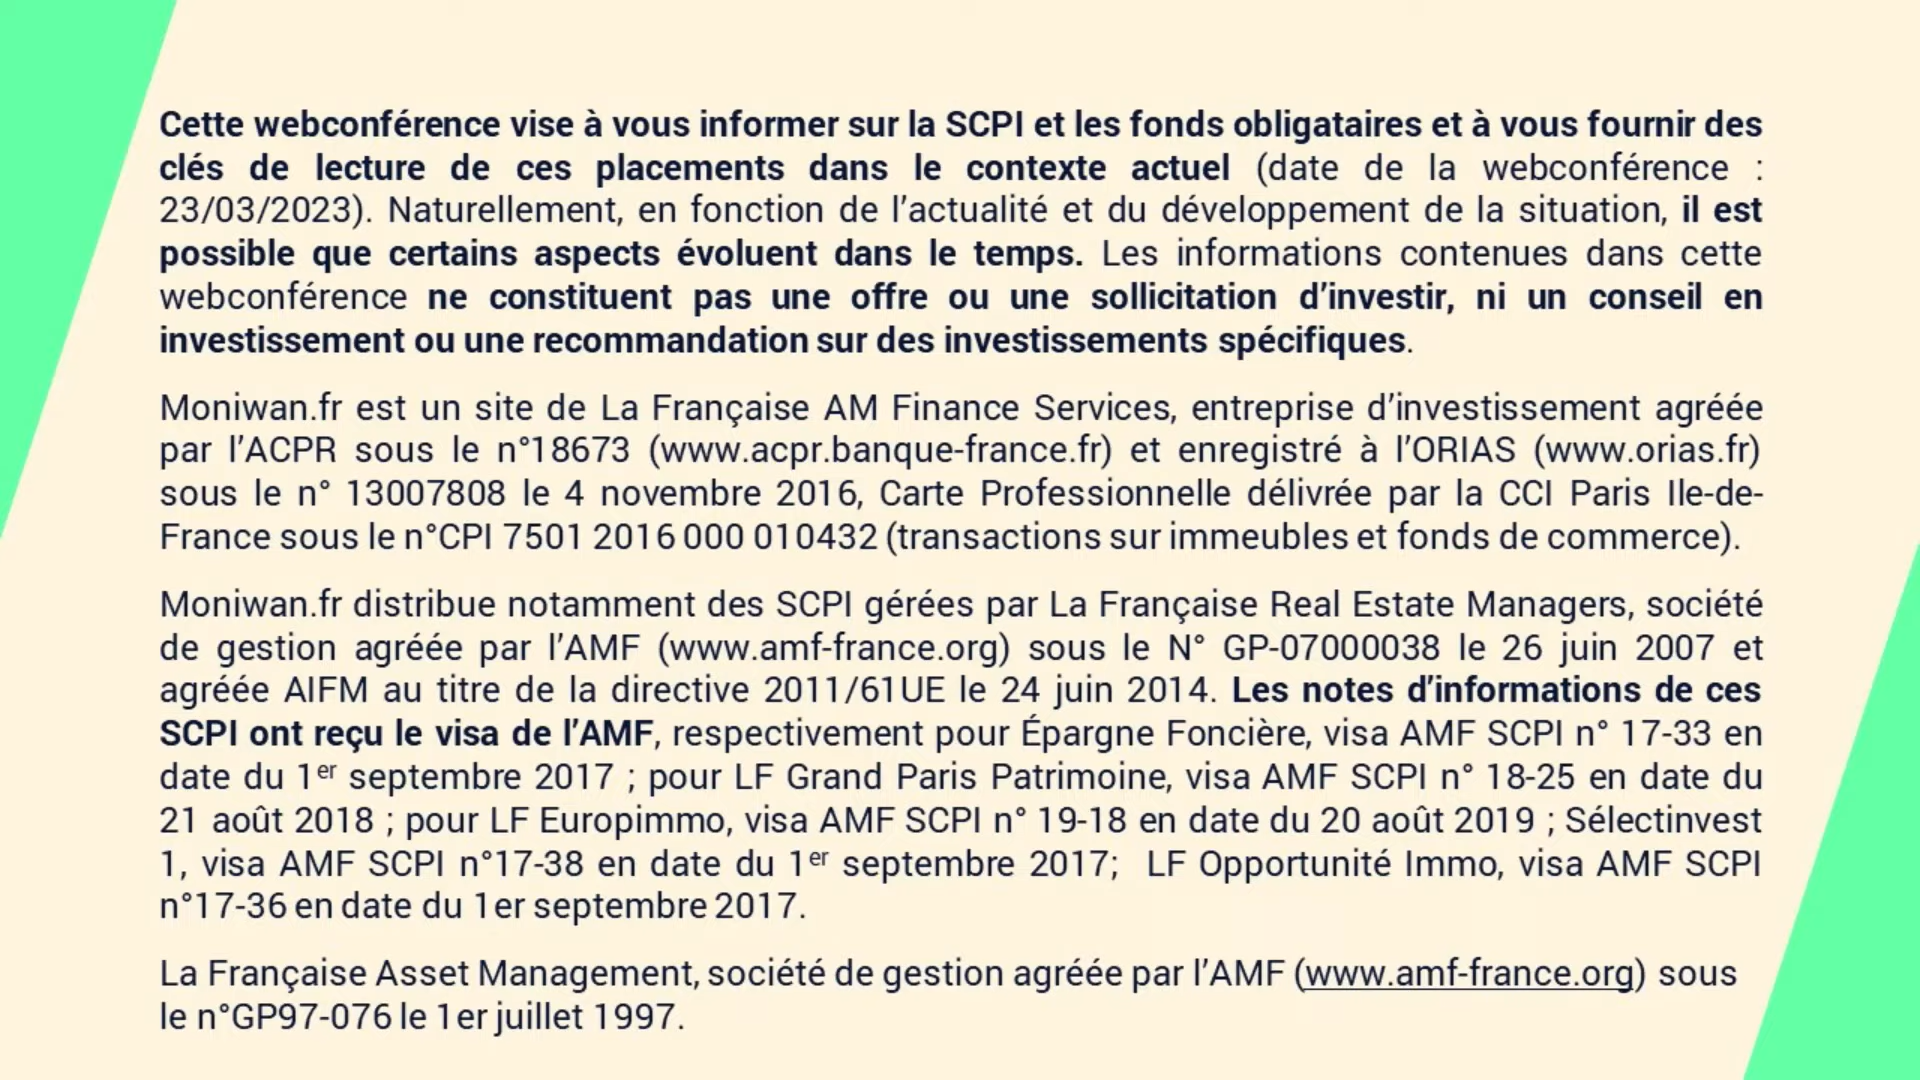 Cette webconférence vise à vous informer sur la SCPI et les fonds obligataires et à vous fournir des
clés de lecture de ces placements dans le contexte actuel (date de la webconférence :
23/03/2023). Naturellement, en fonction de l’actualité et du développement de la situation, il est
possible que certains aspects évoluent dans le temps. Les informations contenues dans cette
webconférence ne constituent pas une offre ou une sollicitation d’investir, ni un conseil en
investissement ou une recommandation sur des investissements spécifiques.
Moniwan.fr est un site de La Française AM Finance Services, entreprise d’investissement agréée
par l’ACPR sous le n°18673 (www.acpr.banque-france.fr) et enregistré à l’ORIAS (www.orias.fr)
sous le n° 13007808 le 4 novembre 2016, Carte Professionnelle délivrée par la CCI Paris Ile-de-
France sous le n°CPI 7501 2016 000 010432 (transactions sur immeubles et fonds de commerce).
Moniwan.fr distribue notamment des SCPI gérées par La Française Real Estate Managers, société
de gestion agréée par l’AMF (www.amf-france.org) sous le N° GP-07000038 le 26 juin 2007 et
agréée AIFM au titre de la directive 2011/61UE le 24 juin 2014. Les notes d'informations de ces
SCPI ont reçu le visa de l’AMF, respectivement pour Épargne Foncière, visa AMF SCPI n° 17-33 en
date du 1er septembre 2017 ; pour LF Grand Paris Patrimoine, visa AMF SCPI n° 18-25 en date du
21 août 2018 ; pour LF Europimmo, visa AMF SCPI n° 19-18 en date du 20 août 2019 ; Sélectinvest
1, visa AMF SCPI n°17-38 en date du 1er septembre 2017; LF Opportunité Immo, visa AMF SCPI
n°17-36 en date du 1er septembre 2017.
La Française Asset Management, société de gestion agréée par l’AMF (www.amf-france.org) sous
le n°GP97-076 le 1er juillet 1997.